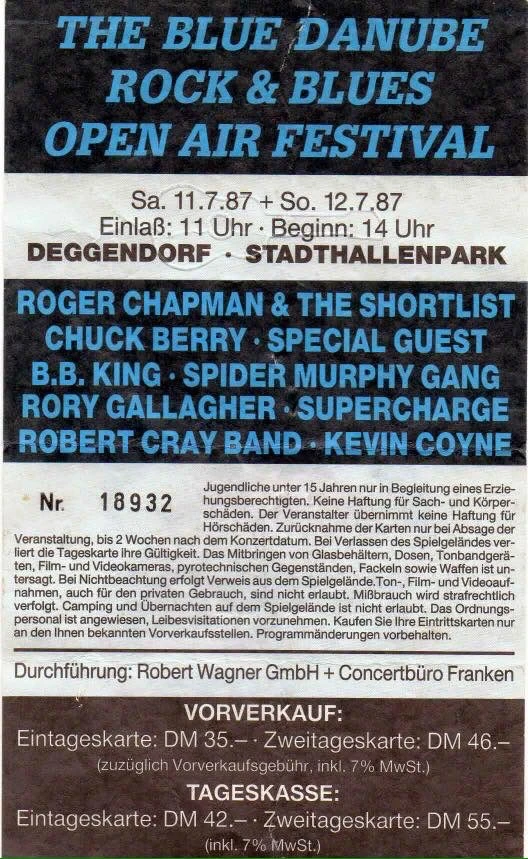 THE BLUE DANUBE
ROCK & BLUES
OPEN AIR FESTIVAL
Sa. 11.7.87 + So. 12.7.87
Einlaß: 11 Uhr · Beginn: 14 Uhr
DEGGENDORF · STADTHALLENPARK
ROGER CHAPMAN & THE SHORTLIST
CHUCK BERRY · SPECIAL GUEST
B.B. KING · SPIDER MURPHY GANG
RORY GALLAGHER · SUPERCHARGE
ROBERT CRAY BAND · KEVIN COYNE
Nr. 18932
Jugendliche unter 15 Jahren nur in Begleitung eines Erzie-
hungsberechtigten. Keine Haftung für Sach- und Körper-
schäden. Der Veranstalter übernimmt keine Haftung für
Hörschäden. Zurücknahme der Karten nur bei Absage der
Veranstaltung, bis 2 Wochen nach dem Konzertdatum. Bei Verlassen des Spielgeländes ver-
liert die Tageskarte ihre Gültigkeit. Das Mitbringen von Glasbehältern, Dosen, Tonbandgerä-
ten, Film- und Videokameras, pyrotechnischen Gegenständen, Fackeln sowie Waffen ist un-
tersagt. Bei Nichtbeachtung erfolgt Verweis aus dem Spielgelände.Ton-, Film- und Videoauf-
nahmen, auch für den privaten Gebrauch, sind nicht erlaubt. Mißbrauch wird strafrechtlich
verfolgt. Camping und Übernachten auf dem Spielgelände ist nicht erlaubt. Das Ordnungs-
personal ist angewiesen, Leibesvisitationen vorzunehmen. Kaufen Sie Ihre Eintrittskarten nur
an den Ihnen bekannten Vorverkaufsstellen. Programmänderungen vorbehalten.
Durchführung: Robert Wagner GmbH + Concertbüro Franken
VORVERKAUF:
Eintageskarte: DM 35.– · Zweitageskarte: DM 46.–
(zuzüglich Vorverkaufsgebühr, inkl. 7% MwSt.)
TAGESKASSE:
Eintageskarte: DM 42.– · Zweitageskarte: DM 55.–
(inkl. 7% MwSt.)